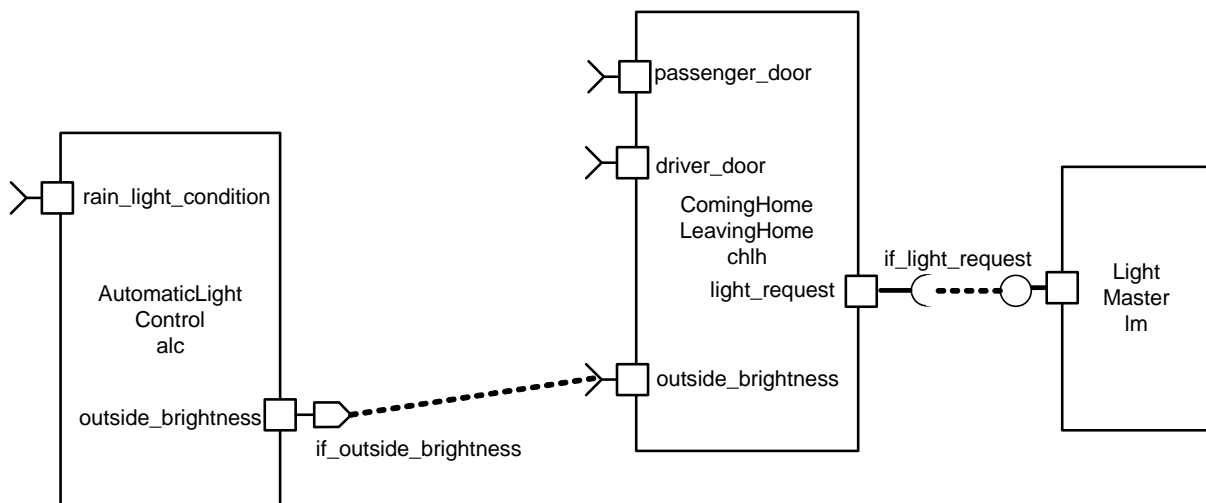 passenger_door
driver_door
rain_light_condition
ComingHome
LeavingHome
chlh
if_light_request
light_request
Light
Master
lm
AutomaticLight
Control
alc
outside_brightness
outside_brightness
if_outside_brightness